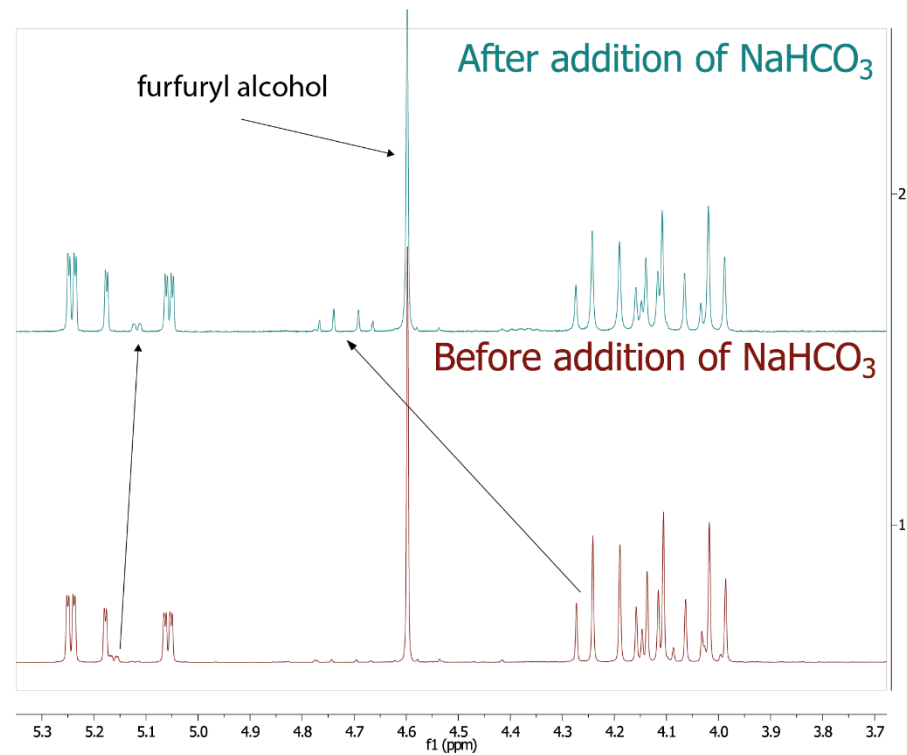 After addition of NaHCO₃
furfuryl alcohol
2
Before addition of NaHCO₃
1
5.3 5.2 5.1 5.0 4.9 4.8 4.7 4.6 4.5 4.4 4.3 4.2 4.1 4.0 3.9 3.8 3.7
f1 (ppm)